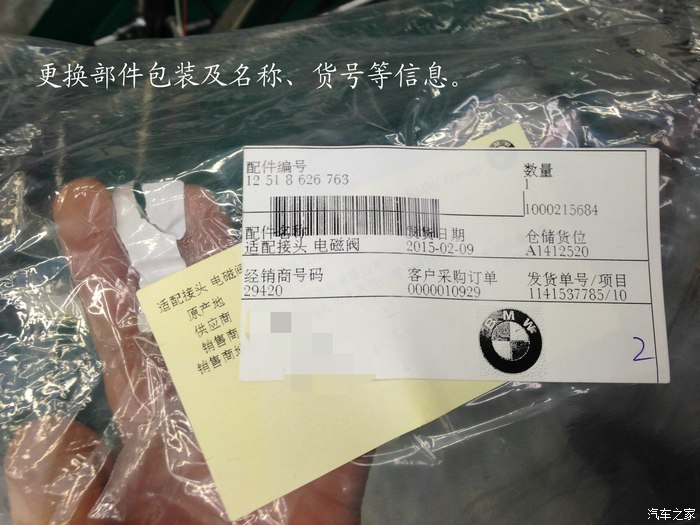 更换部件包装及名称、货号等信息。
配件编号
12 51 8 626 763
数量
1
1000215684
配件名称
日期
仓储货位
适配接头 电磁阀
2015-02-09
A1412520
经销商号码
客户采购订单
发货单号/项目
29420
0000010929
1141537785/10
BMW
2
适配接头 电磁阀
原产地
供应商
销售商
销售商地
汽车之家